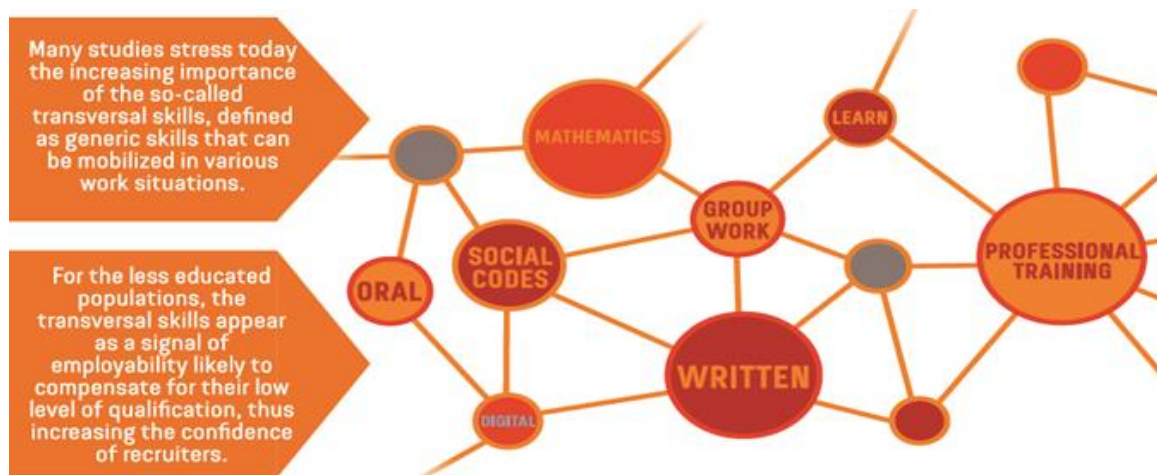 Many studies stress today
the increasing importance
of the so-called
transversal skills, defined
as generic skills that can
be mobilized in various
work situations.
For the less educated
populations, the
transversal skills appear
as a signal of
employability likely to
compensate for their low
level of qualification, thus
increasing the confidence
of recruiters.
MATHEMATICS
LEARN
GROUP
WORK
SOCIAL
CODES
ORAL
PROFESSIONAL
TRAINING
WRITTEN
DIGITAL